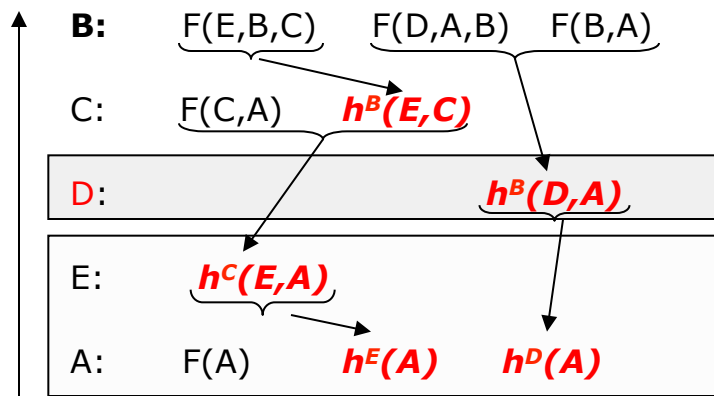 B: F(E,B,C) F(D,A,B) F(B,A)
C: F(C,A) hᴮ(E,C)
D: hᴮ(D,A)
E: hᶜ(E,A)
A: F(A) hᴱ(A) hᴰ(A)